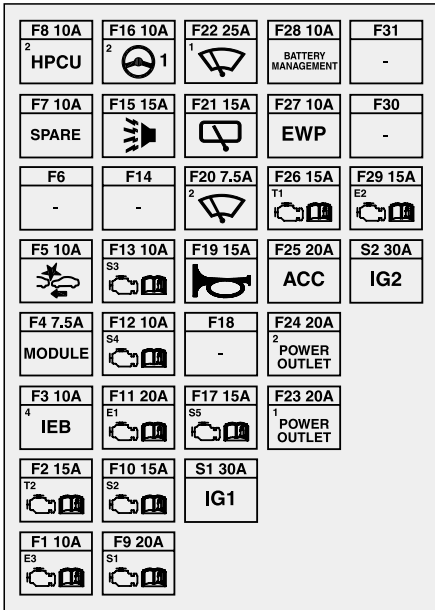 F8 10A
2
HPCU
F16 10A
2
1
F22 25A
1
F28 10A
BATTERY
MANAGEMENT
F31
-
F7 10A
SPARE
F15 15A
F21 15A
F27 10A
EWP
F30
-
F6
-
F14
-
F20 7.5A
2
F26 15A
T1
F29 15A
E2
F5 10A
F13 10A
S3
F19 15A
F25 20A
ACC
S2 30A
IG2
F4 7.5A
MODULE
F12 10A
S4
F18
-
F24 20A
2
POWER
OUTLET
F3 10A
4
IEB
F11 20A
E1
F17 15A
S5
F23 20A
1
POWER
OUTLET
F2 15A
T2
F10 15A
S2
S1 30A
IG1
F1 10A
E3
F9 20A
S1